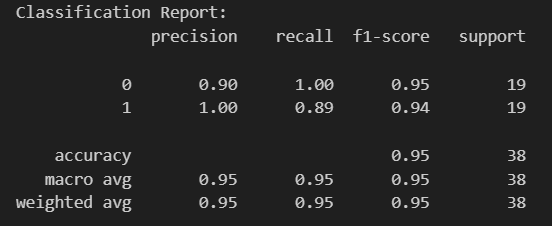 Classification Report:
precision recall f1-score support
0 0.90 1.00 0.95 19
1 1.00 0.89 0.94 19
accuracy 0.95 38
macro avg 0.95 0.95 0.95 38
weighted avg 0.95 0.95 0.95 38